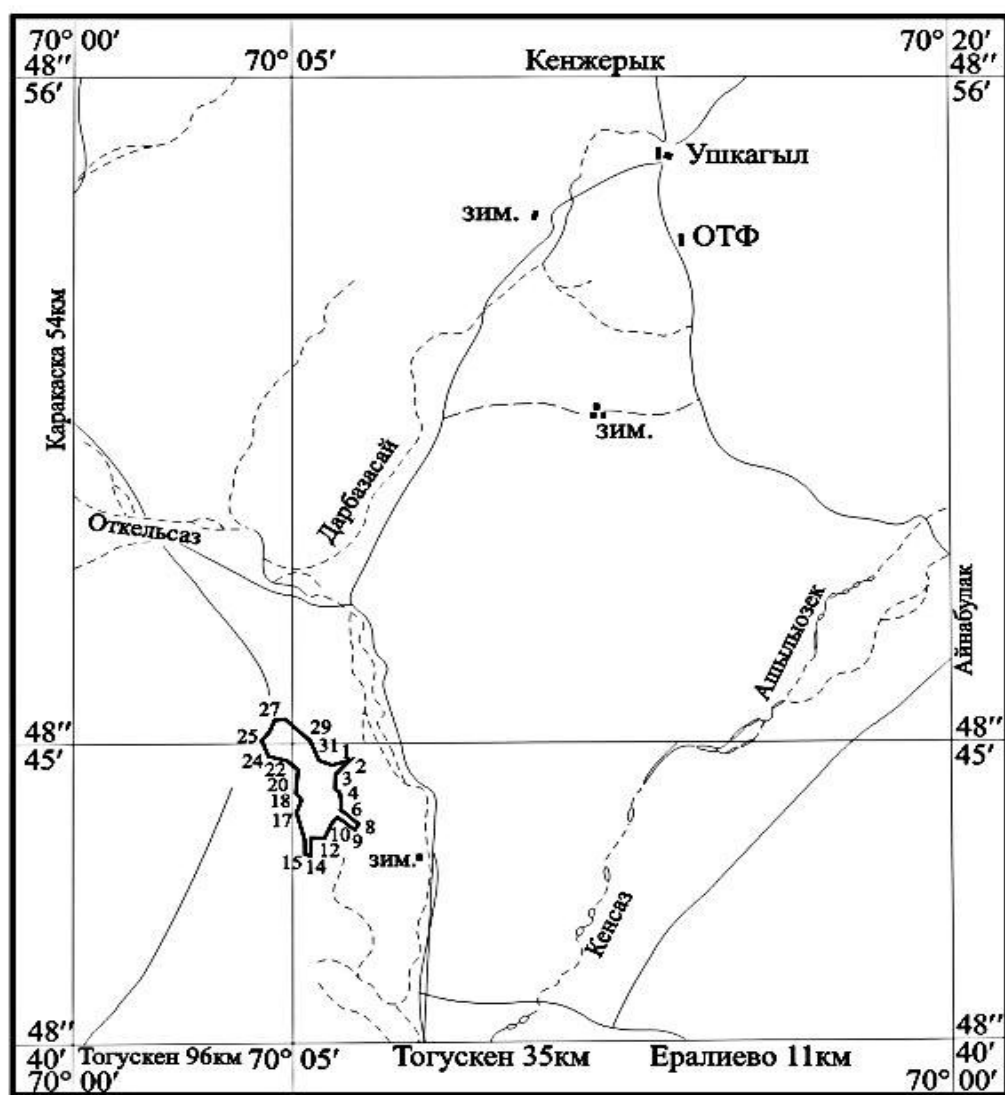 70° 00′
70° 20′
48″
70° 05′
Кенжерык
48″
56′
56′
Ушкагыл
зим.
ОТФ
Каракаска 54км
зим.
Дарбазасай
Откельсаз
Ашылыозек
Айнабулак
27
29
48″
25
31
1
48″
45′
24
2
45′
22
3
20
4
18
6
17
8
10
9
12
зим.
15
14
Кенсаз
48″
48″
40′
Тогускен 96км
70° 05′
Тогускен 35км
Ералиево 11км
40′
70° 00′
70° 00′